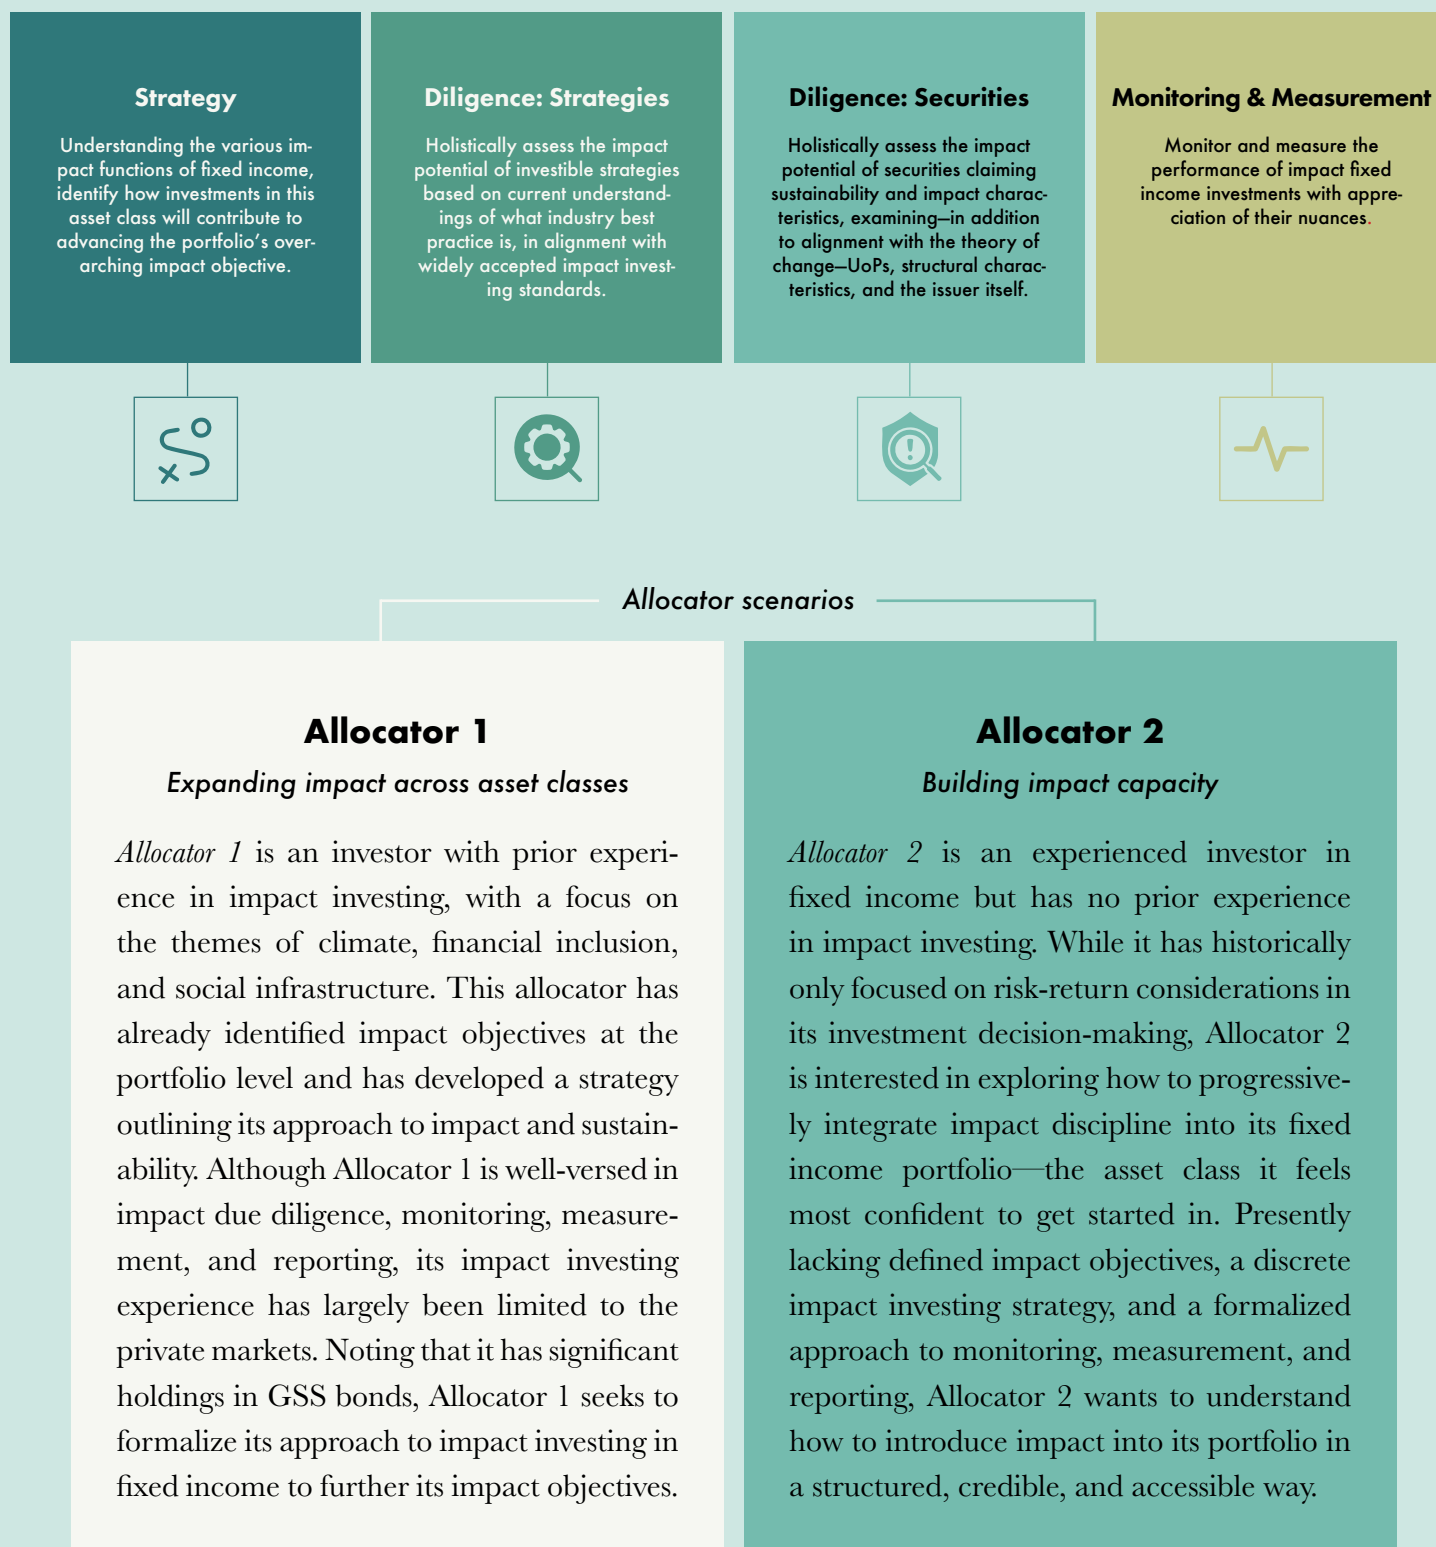 Strategy
Understanding the various im-
pact functions of fixed income,
identify how investments in this
asset class will contribute to
advancing the portfolio's over-
arching impact objective.
Diligence: Strategies
Holistically assess the impact
potential of investible strategies
based on current understand-
ings of what industry best
practice is, in alignment with
widely accepted impact invest-
ing standards.
Diligence: Securities
Holistically assess the impact
potential of securities claiming
sustainability and impact charac-
teristics, examining—in addition
to alignment with the theory of
change—UoPs, structural charac-
teristics, and the issuer itself.
Monitoring & Measurement
Monitor and measure the
performance of impact fixed
income investments with appre-
ciation of their nuances.
Allocator scenarios
Allocator 1
Expanding impact across asset classes
Allocator 1 is an investor with prior experi-
ence in impact investing, with a focus on
the themes of climate, financial inclusion,
and social infrastructure. This allocator has
already identified impact objectives at the
portfolio level and has developed a strategy
outlining its approach to impact and sustain-
ability. Although Allocator 1 is well-versed in
impact due diligence, monitoring, measure-
ment, and reporting, its impact investing
experience has largely been limited to the
private markets. Noting that it has significant
holdings in GSS bonds, Allocator 1 seeks to
formalize its approach to impact investing in
fixed income to further its impact objectives.
Allocator 2
Building impact capacity
Allocator 2 is an experienced investor in
fixed income but has no prior experience
in impact investing. While it has historically
only focused on risk-return considerations in
its investment decision-making, Allocator 2
is interested in exploring how to progressive-
ly integrate impact discipline into its fixed
income portfolio—the asset class it feels
most confident to get started in. Presently
lacking defined impact objectives, a discrete
impact investing strategy, and a formalized
approach to monitoring, measurement, and
reporting, Allocator 2 wants to understand
how to introduce impact into its portfolio in
a structured, credible, and accessible way.